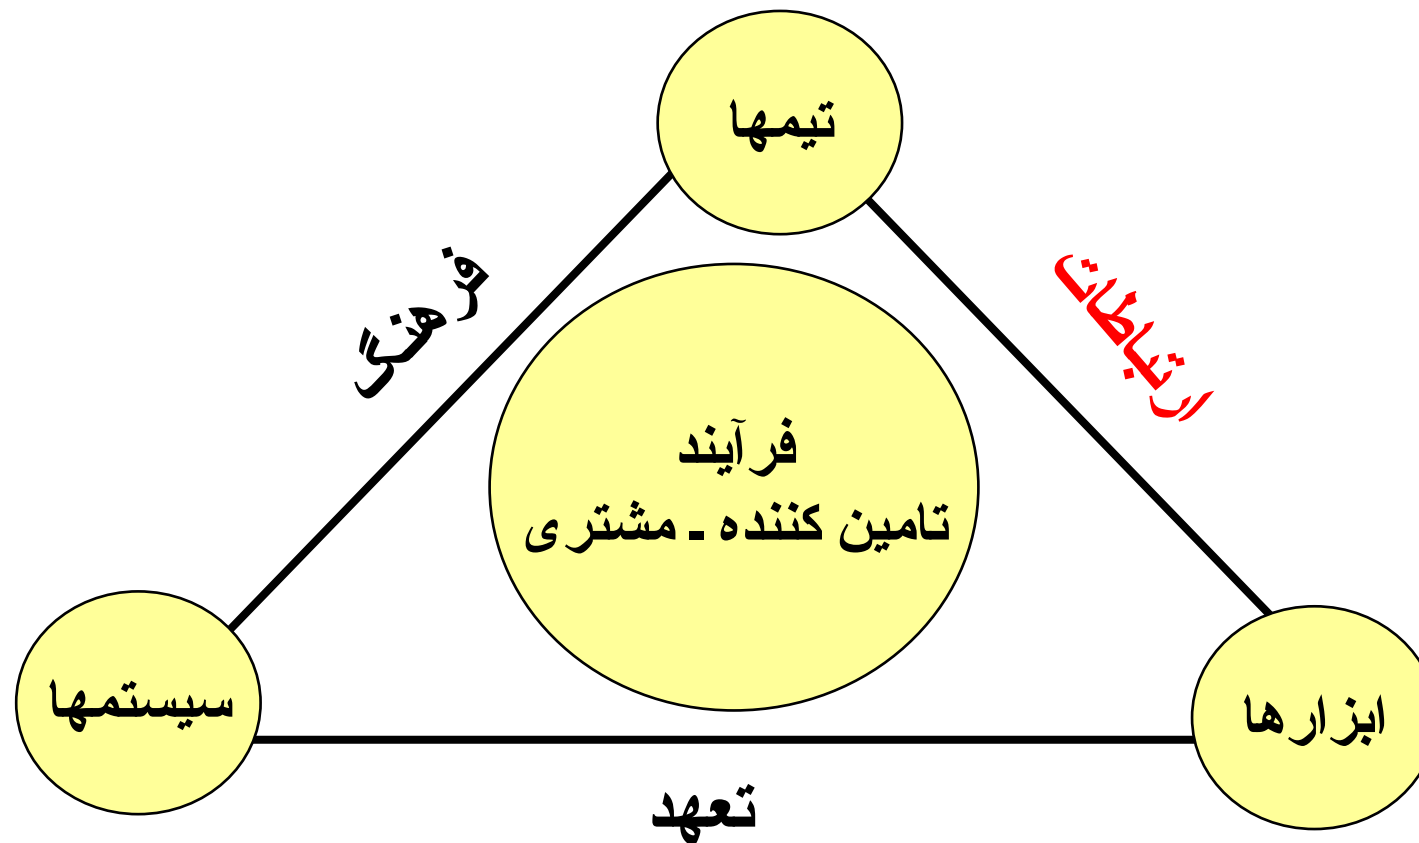 تیمها
فرهنگ
ارتباطات
فرآیند
تامین کننده - مشتری
سیستمها
ابزارها
تعهد